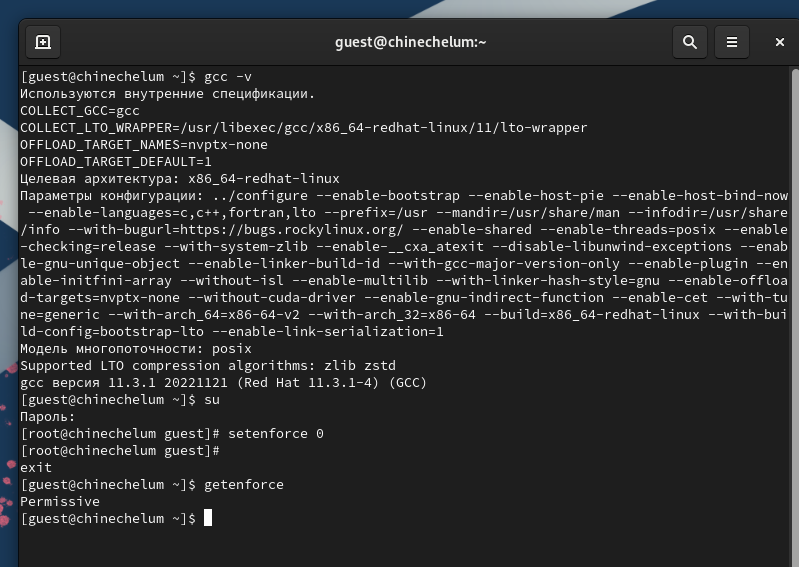 guest@chinechelum:~
[guest@chinechelum ~]$ gcc -v
Используются внутренние спецификации.
COLLECT_GCC=gcc
COLLECT_LTO_WRAPPER=/usr/libexec/gcc/x86_64-redhat-linux/11/lto-wrapper
OFFLOAD_TARGET_NAMES=nvptx-none
OFFLOAD_TARGET_DEFAULT=1
Целевая архитектура: x86_64-redhat-linux
Параметры конфигурации: ../configure --enable-bootstrap --enable-host-pie --enable-host-bind-now
 --enable-languages=c,c++,fortran,lto --prefix=/usr --mandir=/usr/share/man --infodir=/usr/share
/info --with-bugurl=https://bugs.rockylinux.org/ --enable-shared --enable-threads=posix --enable
-checking=release --with-system-zlib --enable-__cxa_atexit --disable-libunwind-exceptions --enab
le-gnu-unique-object --enable-linker-build-id --with-gcc-major-version-only --enable-plugin --en
able-initfini-array --without-isl --enable-multilib --with-linker-hash-style=gnu --enable-offloa
d-targets=nvptx-none --without-cuda-driver --enable-gnu-indirect-function --enable-cet --with-tu
ne=generic --with-arch_64=x86-64-v2 --with-arch_32=x86-64 --build=x86_64-redhat-linux --with-bui
ld-config=bootstrap-lto --enable-link-serialization=1
Модель многопоточности: posix
Supported LTO compression algorithms: zlib zstd
gcc версия 11.3.1 20221121 (Red Hat 11.3.1-4) (GCC)
[guest@chinechelum ~]$ su
Пароль:
[root@chinechelum guest]# setenforce 0
[root@chinechelum guest]#
exit
[guest@chinechelum ~]$ getenforce
Permissive
[guest@chinechelum ~]$